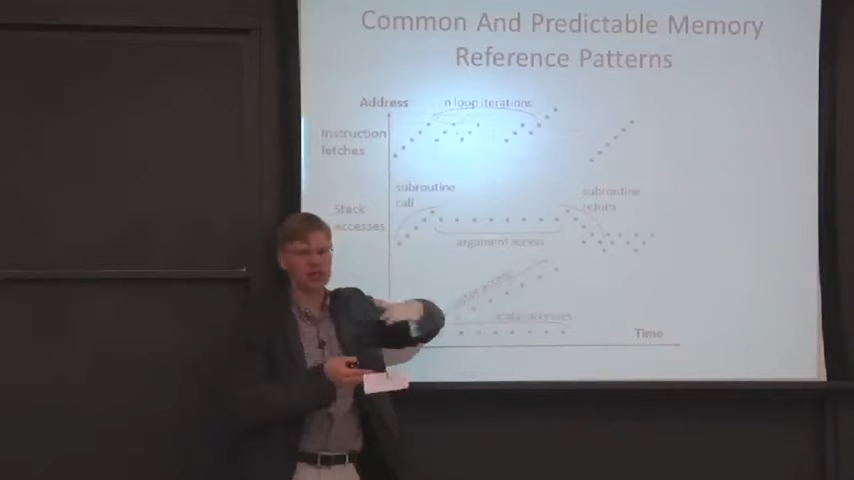 Common And Predictable Memory
Reference Patterns
Address
n loop iterations
Instruction
fetches
subroutine
call
subroutine
return
Stack
accesses
argument access
scalar accesses
Time